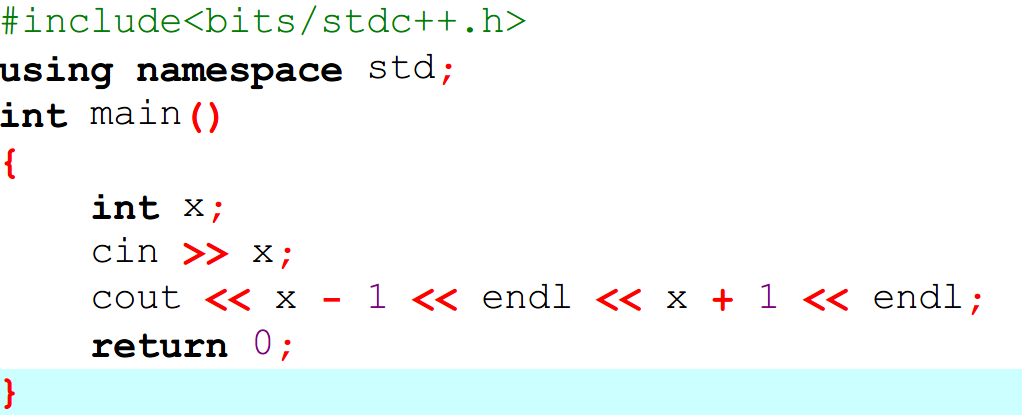 #include<bits/stdc++.h>
using namespace std;
int main()
{
    int x;
    cin >> x;
    cout << x - 1 << endl << x + 1 << endl;
    return 0;
}